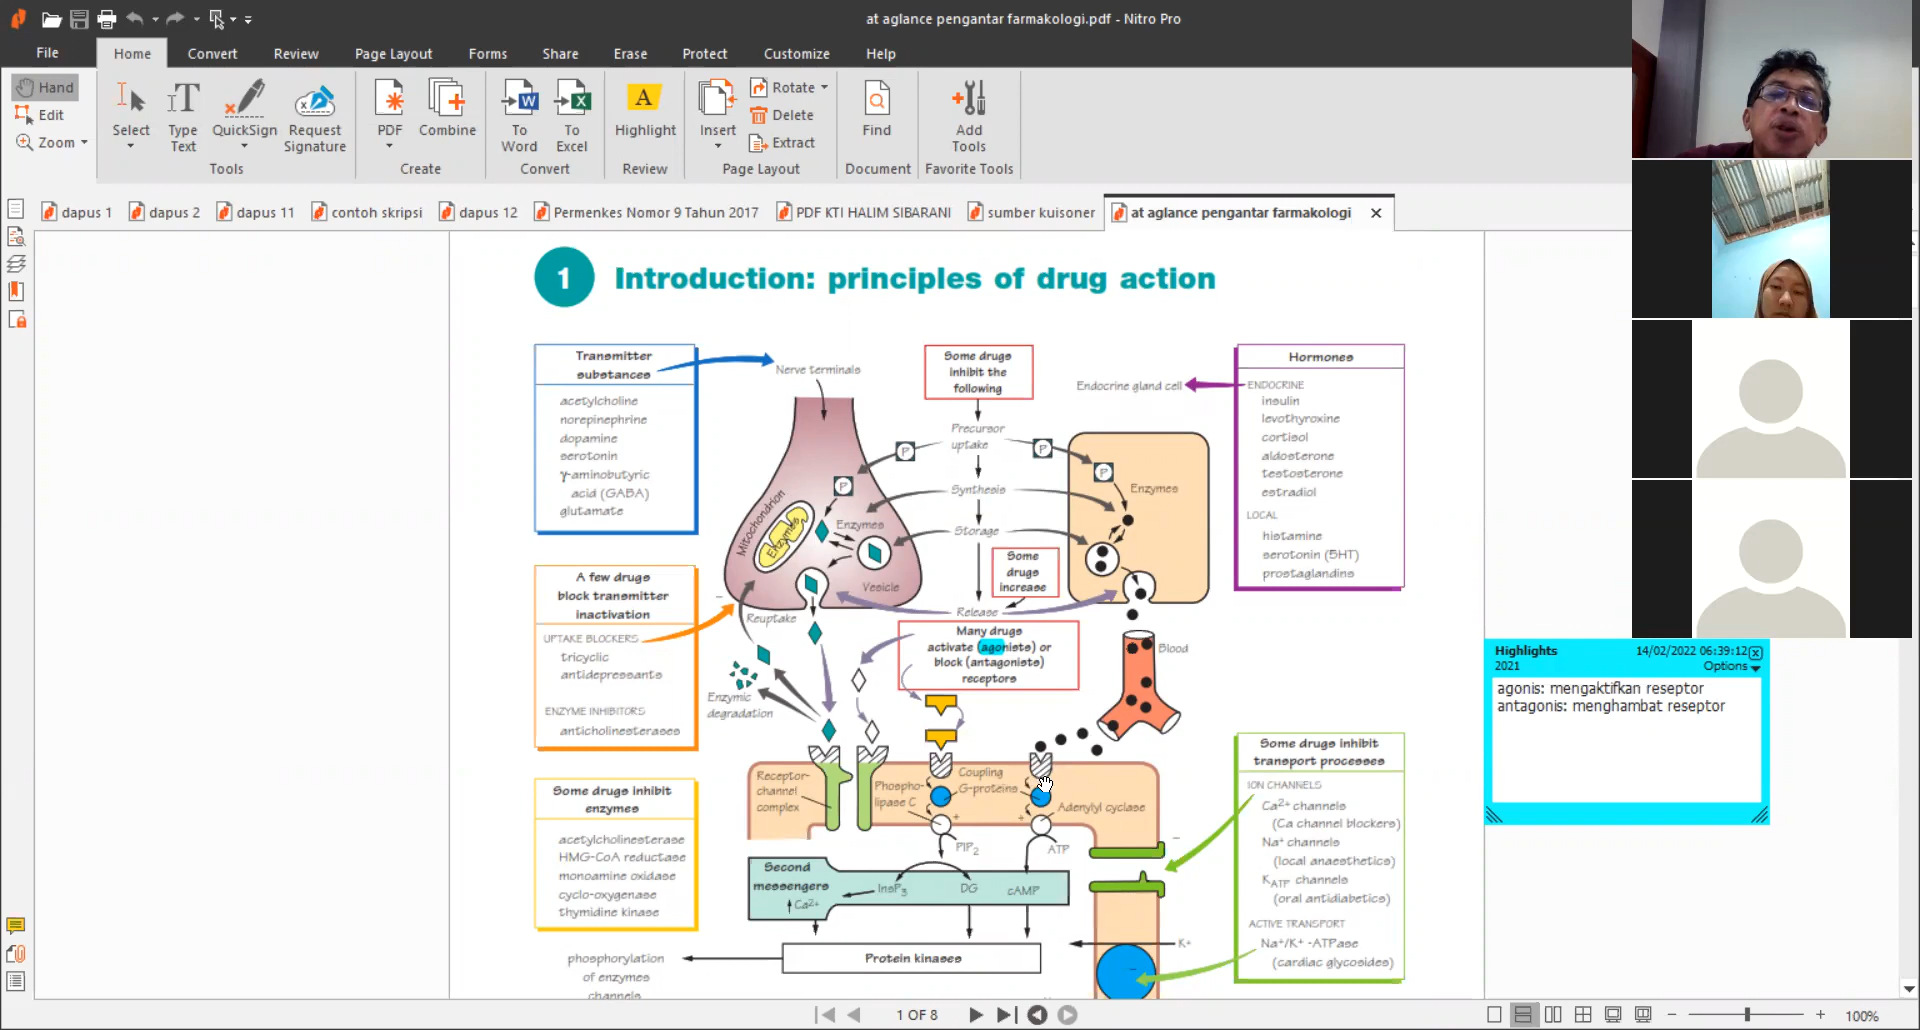 at aglance pengantar farmakologi.pdf - Nitro Pro
File
Home
Convert
Review
Page Layout
Forms
Share
Erase
Protect
Customize
Help
Hand
Edit
Zoom
Select
Type
Text
QuickSign
Request
Signature
Tools
PDF
Combine
Create
To
Word
To
Excel
Convert
A
Highlight
Review
Insert
Rotate
Delete
Extract
Page Layout
Find
Document
Add
Tools
Favorite Tools
dapus 1
dapus 2
dapus 11
contoh skripsi
dapus 12
Permenkes Nomor 9 Tahun 2017
PDF KTI HALIM SIBARANI
sumber kuisoner
at aglance pengantar farmakologi
1 Introduction: principles of drug action
Transmitter
substances
acetylcholine
norepinephrine
dopamine
serotonin
γ-aminobutyric
acid (GABA)
glutamate
Nerve terminals
Some drugs
inhibit the
following
Endocrine gland cell
Hormones
ENDOCRINE
insulin
levothyroxine
cortisol
aldosterone
testosterone
estradiol
LOCAL
histamine
serotonin (5HT)
prostaglandins
Precursor
uptake
P
P
P
P
Synthesis
Storage
Enzymes
Mitochondrion
Enzymes
Enzymes
Vesicle
Some
drugs
increase
Release
Reuptake
A few drugs
block transmitter
inactivation
UPTAKE BLOCKERS
tricyclic
antidepressants
ENZYME INHIBITORS
anticholinesterases
Many drugs
activate (agonists) or
block (antagonists)
receptors
Blood
Enzymic
degradation
Highlights
14/02/2022 06:39:12
2021
Options
agonis: mengaktifkan reseptor
antagonis: menghambat reseptor
Receptor-
channel
complex
Phospho-
lipase C
Coupling
G-proteins
Adenylyl cyclase
+
+
PIP2
ATP
Some drugs inhibit
transport processes
ION CHANNELS
Ca2+ channels
(Ca channel blockers)
Na+ channels
(local anaesthetics)
KATP channels
(oral antidiabetics)
ACTIVE TRANSPORT
Na+/K+ -ATPase
(cardiac glycosides)
Some drugs inhibit
enzymes
acetylcholinesterase
HMG-CoA reductase
monoamine oxidase
cyclo-oxygenase
thymidine kinase
Second
messengers
Ca2+
InsP3
DG
cAMP
Protein kinases
K+
phosphorylation
of enzymes
channels
1 OF 8
100%